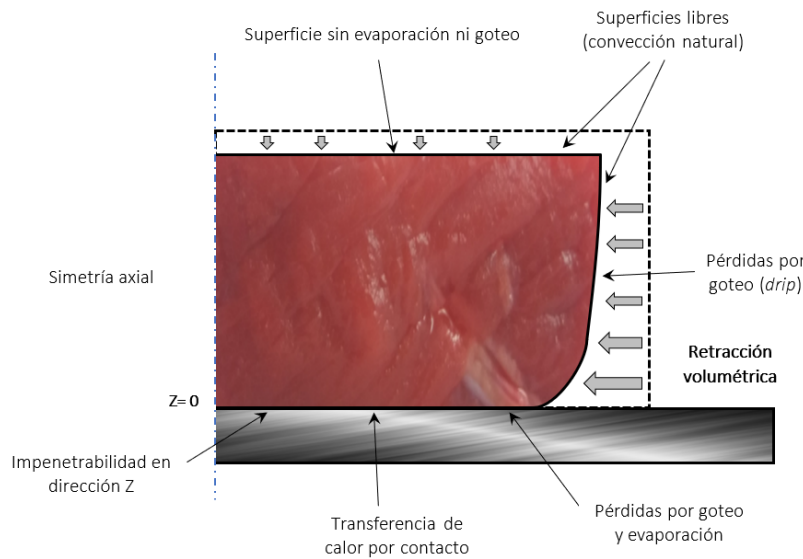 Superficie sin evaporación ni goteo
Superficies libres
(convección natural)
Simetría axial
Pérdidas por
goteo (drip)
Retracción
volumétrica
Z= 0
Impenetrabilidad en
dirección Z
Transferencia de
calor por contacto
Pérdidas por goteo
y evaporación